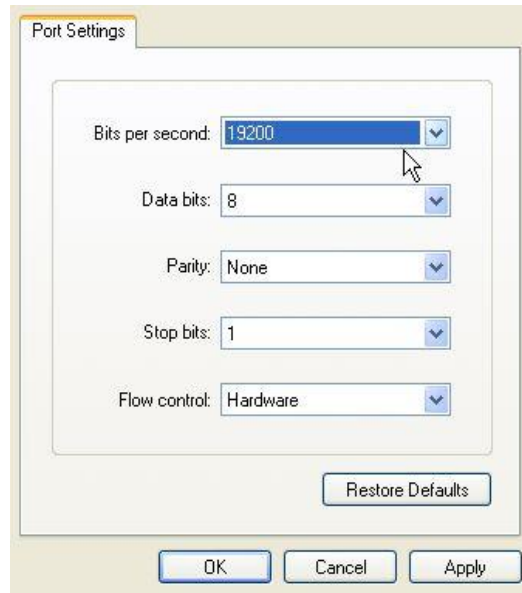 Port Settings
Bits per second: 19200
Data bits: 8
Parity: None
Stop bits: 1
Flow control: Hardware
Restore Defaults
OK Cancel Apply